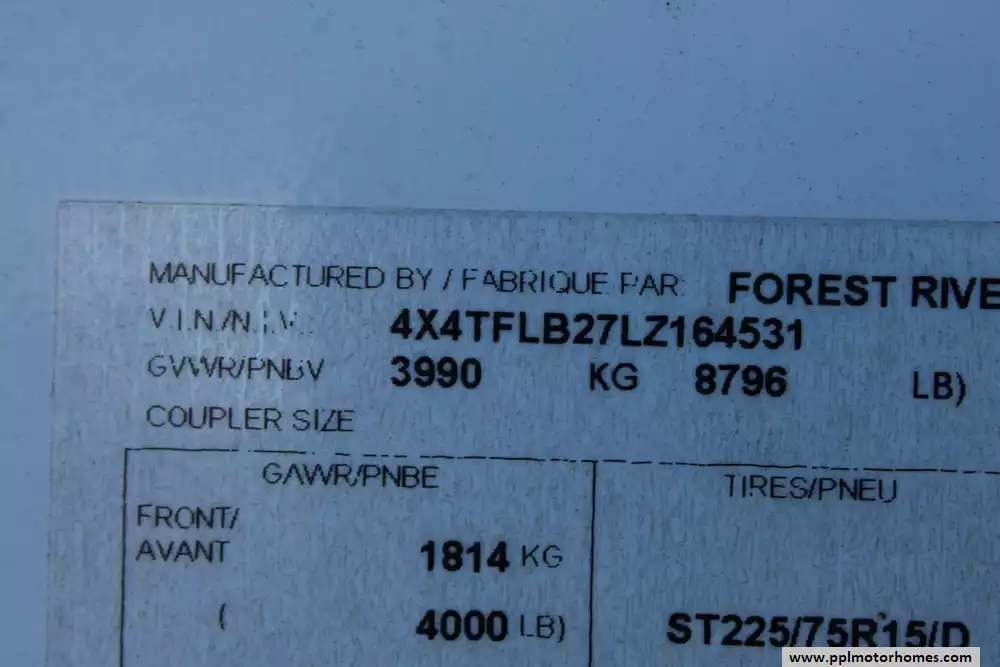 MANUFACTURED BY / FABRIQUE PAR: FOREST RIVE
V.I.N./N.I.V.: 4X4TFLB27LZ164531
GVWR/PNBV 3990 KG 8796 LB)
COUPLER SIZE
GAWR/PNBE TIRES/PNEU
FRONT/
AVANT 1814 KG
( 4000 LB) ST225/75R15/D
www.pplmotorhomes.com